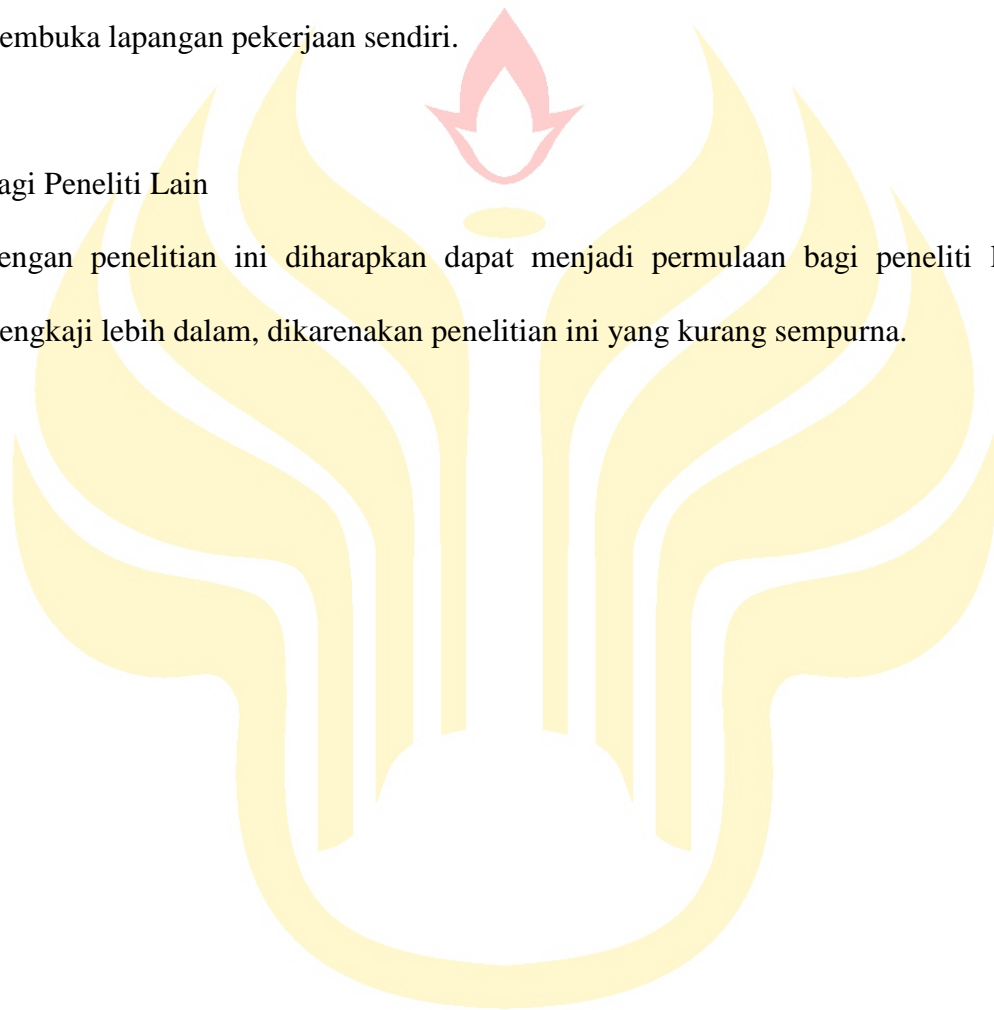 embuka lapangan pekerjaan sendiri.
agi Peneliti Lain
engan penelitian ini diharapkan dapat menjadi permulaan bagi peneliti
engkaji lebih dalam, dikarenakan penelitian ini yang kurang sempurna.